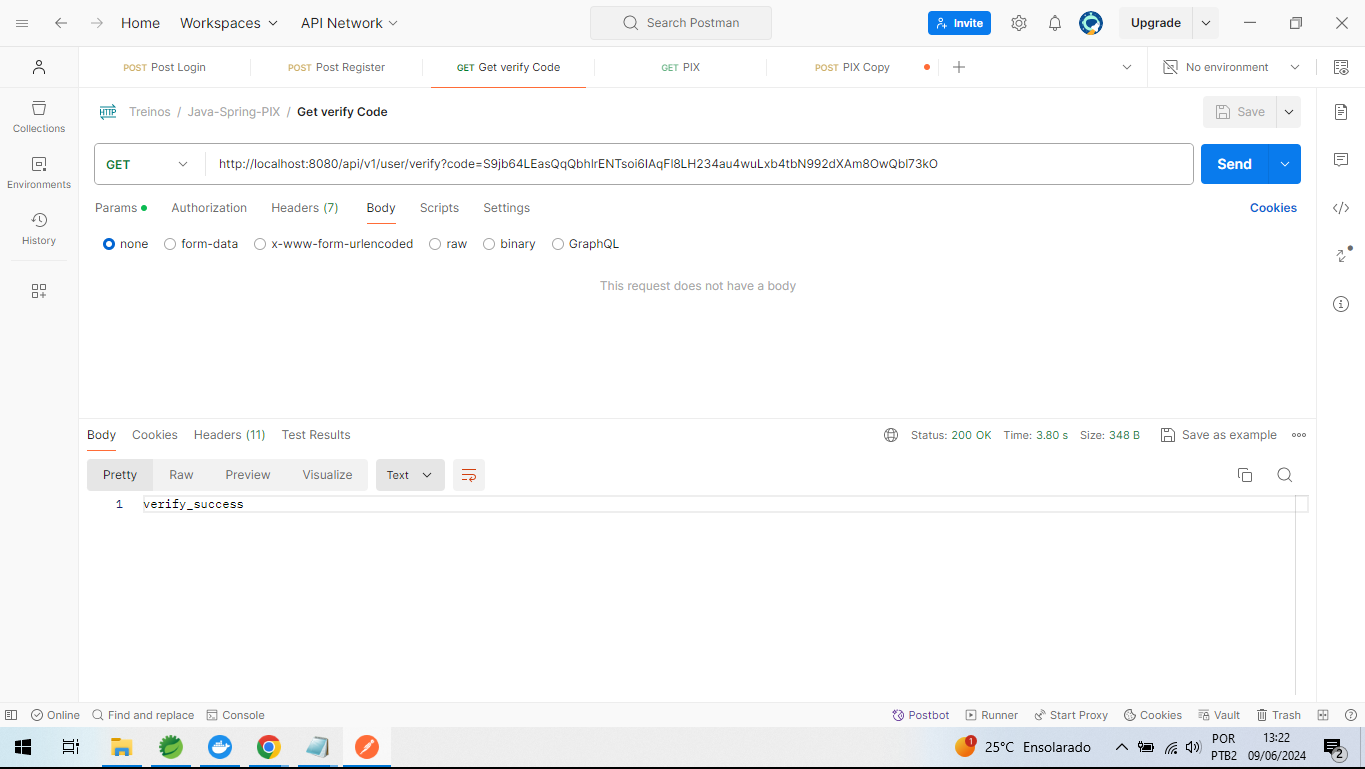 Home Workspaces API Network Search Postman Invite Upgrade
POST Post Login POST Post Register GET Get verify Code GET PIX POST PIX Copy No environment
HTTP Treinos / Java-Spring-PIX / Get verify Code Save
Collections
GET http://localhost:8080/api/v1/user/verify?code=S9jb64LEasQqQbhIrENTsoi6IAqFl8LH234au4wuLxb4tbN992dXAm8OwQbl73kO Send
Environments
Params Authorization Headers (7) Body Scripts Settings Cookies
History
none form-data x-www-form-urlencoded raw binary GraphQL
This request does not have a body
Body Cookies Headers (11) Test Results Status: 200 OK Time: 3.80 s Size: 348 B Save as example
Pretty Raw Preview Visualize Text
1 verify_success
Online Find and replace Console Postbot Runner Start Proxy Cookies Vault Trash
1 25°C Ensolarado POR 13:22
PTB2 09/06/2024 2